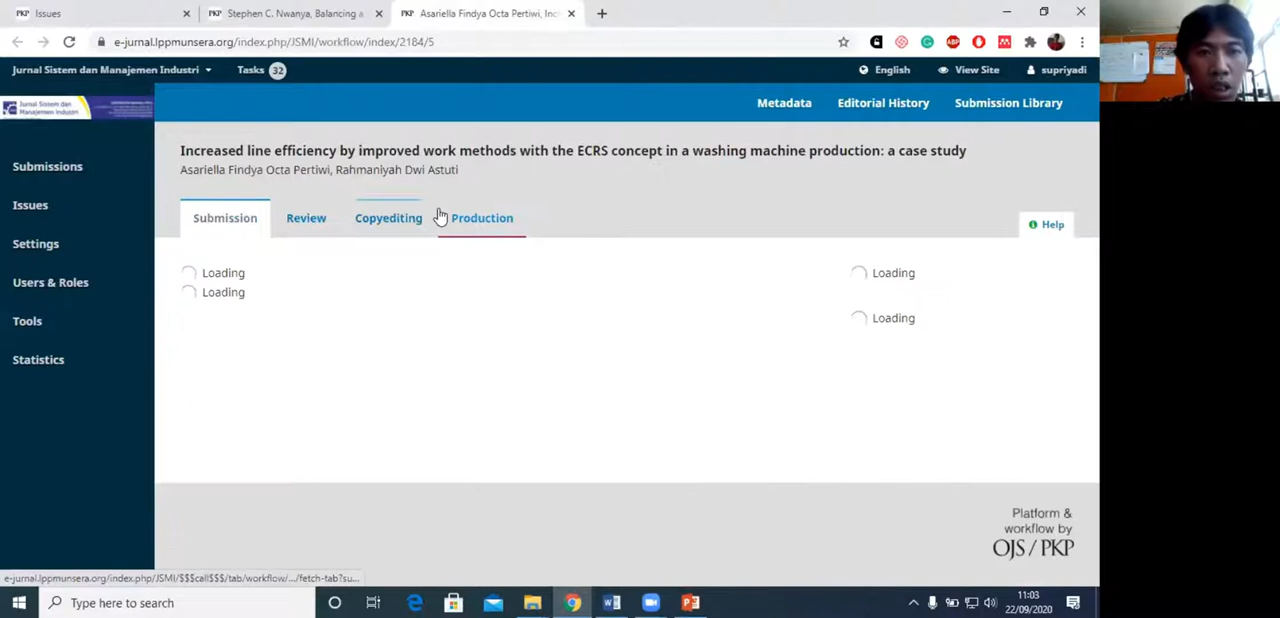 Issues
Stephen C. Nwanya, Balancing a
Asariella Findya Octa Pertiwi, Inc
e-jurnal.lppmunsera.org/index.php/JSMI/workflow/index/2184/5
Jurnal Sistem dan Manajemen Industri
Tasks 32
English
View Site
supriyadi
Jurnal Sistem dan
Manajemen Industri
Metadata
Editorial History
Submission Library
Submissions
Issues
Settings
Users & Roles
Tools
Statistics
Increased line efficiency by improved work methods with the ECRS concept in a washing machine production: a case study
Asariella Findya Octa Pertiwi, Rahmaniyah Dwi Astuti
Submission
Review
Copyediting
Production
Help
Loading
Loading
Loading
Loading
Platform &
workflow by
OJS / PKP
e-jurnal.lppmunsera.org/index.php/JSMI/$$$call$$$/tab/workflow/.../fetch-tab?su...
Type here to search
11:03
22/09/2020